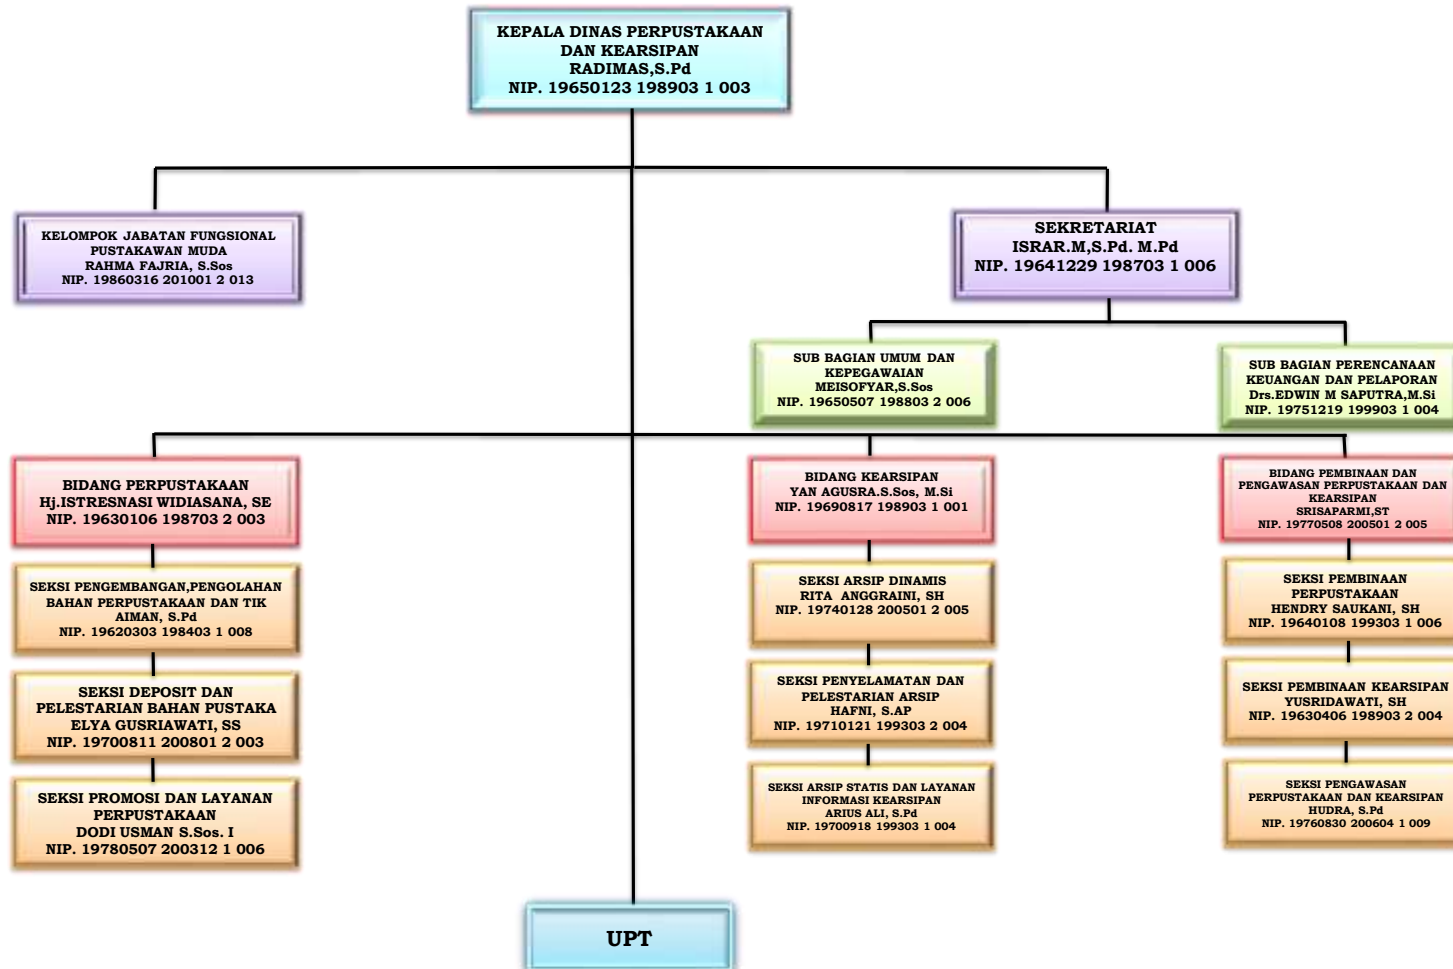 KEPALA DINAS PERPUSTAKAAN
DAN KEARSIPAN
RADIMAS,S.Pd
NIP. 19650123 198903 1 003
KELOMPOK JABATAN FUNGSIONAL
PUSTAKAWAN MUDA
RAHMA FAJRIA, S.Sos
NIP. 19860316 201001 2 013
SEKRETARIAT
ISRAR.M,S.Pd. M.Pd
NIP. 19641229 198703 1 006
SUB BAGIAN UMUM DAN
KEPEGAWAIAN
MEISOFYAR,S.Sos
NIP. 19650507 198803 2 006
SUB BAGIAN PERENCANAAN
KEUANGAN DAN PELAPORAN
Drs.EDWIN M SAPUTRA,M.Si
NIP. 19751219 199903 1 004
BIDANG PERPUSTAKAAN
Hj.ISTRESNASI WIDIASANA, SE
NIP. 19630106 198703 2 003
SEKSI PENGEMBANGAN,PENGOLAHAN
BAHAN PERPUSTAKAAN DAN TIK
AIMAN, S.Pd
NIP. 19620303 198403 1 008
SEKSI DEPOSIT DAN
PELESTARIAN BAHAN PUSTAKA
ELYA GUSRIAWATI, SS
NIP. 19700811 200801 2 003
SEKSI PROMOSI DAN LAYANAN
PERPUSTAKAAN
DODI USMAN S.Sos. I
NIP. 19780507 200312 1 006
BIDANG KEARSIPAN
YAN AGUSRA.S.Sos, M.Si
NIP. 19690817 198903 1 001
SEKSI ARSIP DINAMIS
RITA ANGGRAINI, SH
NIP. 19740128 200501 2 005
SEKSI PENYELAMATAN DAN
PELESTARIAN ARSIP
HAFNI, S.AP
NIP. 19710121 199303 2 004
SEKSI ARSIP STATIS DAN LAYANAN
INFORMASI KEARSIPAN
ARIUS ALI, S.Pd
NIP. 19700918 199303 1 004
BIDANG PEMBINAAN DAN
PENGAWASAN PERPUSTAKAAN DAN
KEARSIPAN
SRISAPARMI,ST
NIP. 19770508 200501 2 005
SEKSI PEMBINAAN
PERPUSTAKAAN
HENDRY SAUKANI, SH
NIP. 19640108 199303 1 006
SEKSI PEMBINAAN KEARSIPAN
YUSRIDAWATI, SH
NIP. 19630406 198903 2 004
SEKSI PENGAWASAN
PERPUSTAKAAN DAN KEARSIPAN
HUDRA, S.Pd
NIP. 19760830 200604 1 009
UPT